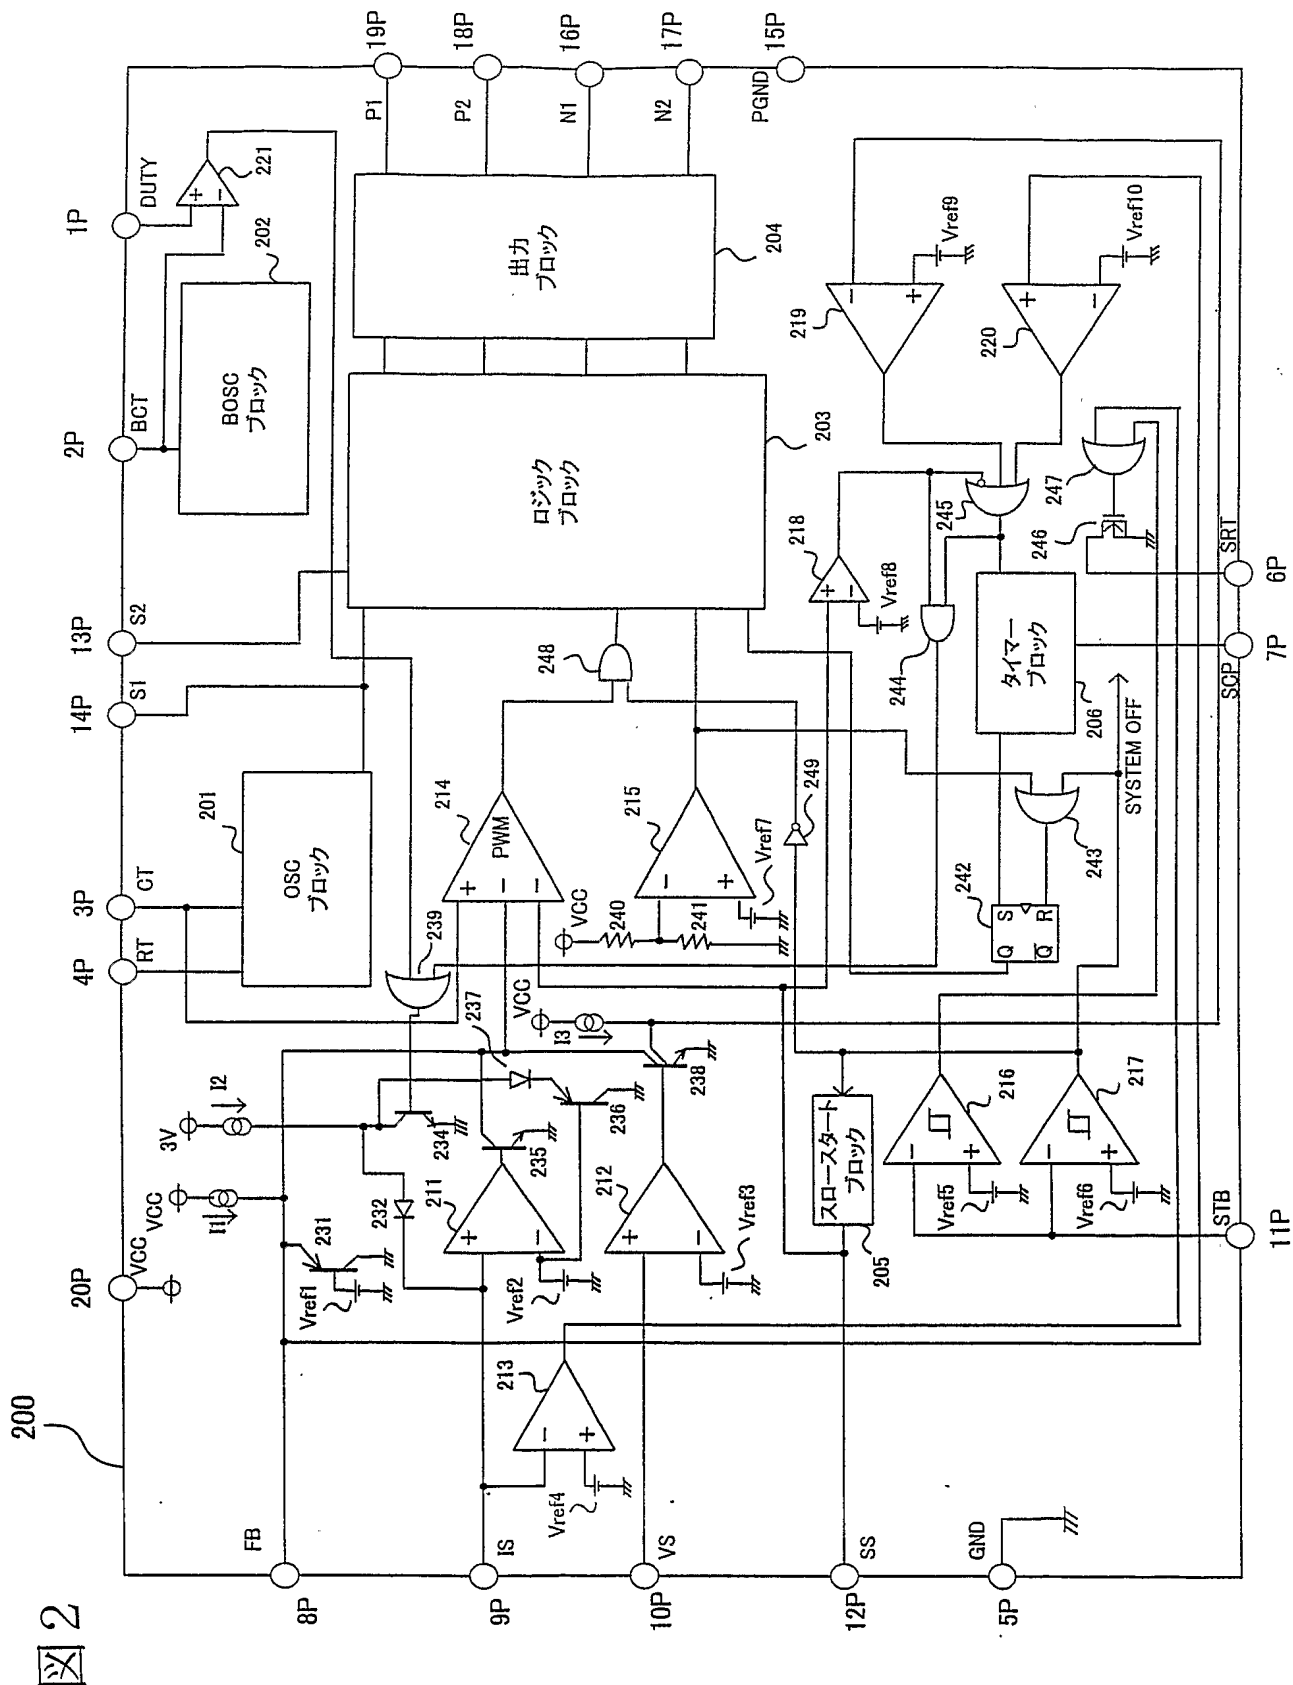 図2
200
20P
VCC
4P
RT
3P
CT
14P
S1
13P
S2
2P
BCT
1P
DUTY
8P
FB
9P
IS
10P
VS
12P
SS
5P
GND
11P
STB
7P
SCP
6P
SRT
19P
P1
18P
P2
16P
N1
17P
N2
15P
PGND
VCC
I1
3V
I2
231
Vref1
232
234
235
236
237
238
239
211
+
−
Vref2
212
+
−
Vref3
213
−
+
Vref4
VCC
I3
201
OSC
ブロック
202
BOSC
ブロック
221
+
−
203
ロジック
ブロック
204
出力
ブロック
214
PWM
+
−
−
215
−
+
Vref7
VCC
240
241
248
249
205
スロースタート
ブロック
216
−
+
Vref5
217
−
+
Vref6
218
+
−
Vref8
219
−
+
Vref9
220
+
−
Vref10
242
S
R
Q
Q̅
243
244
245
246
247
206
タイマー
ブロック
SYSTEM OFF